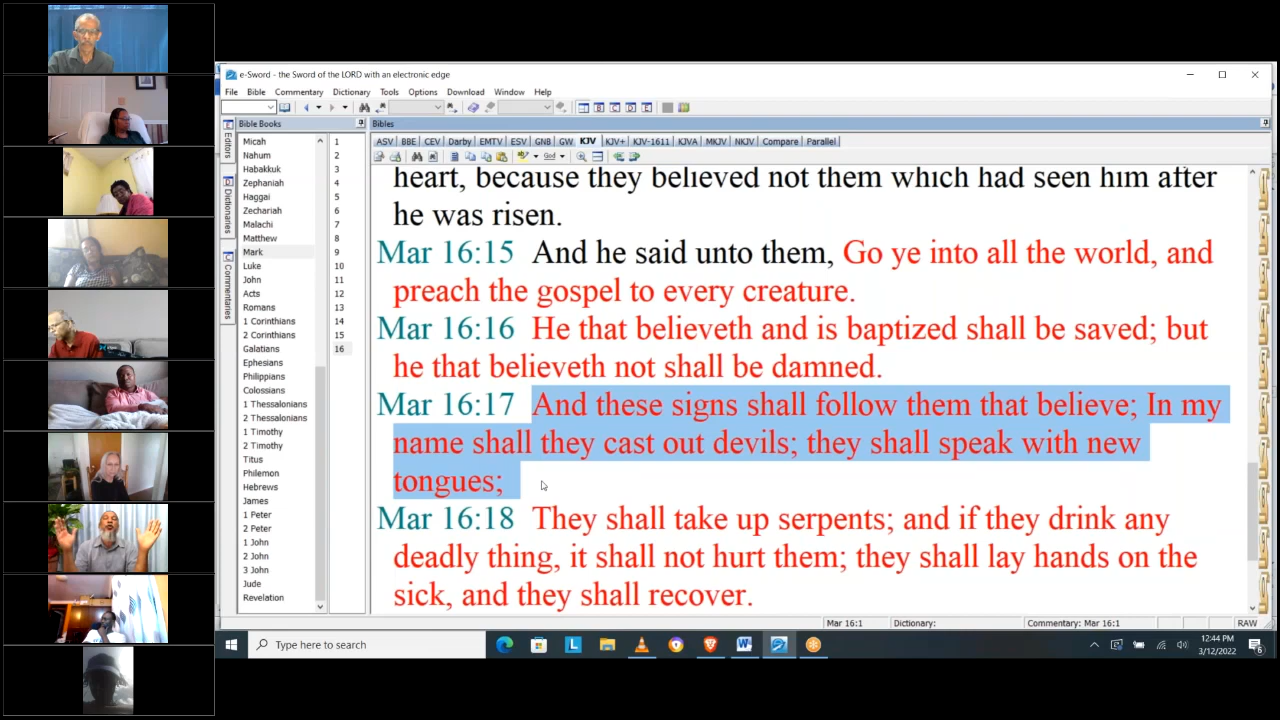 e-Sword - the Sword of the LORD with an electronic edge
File Bible Commentary Dictionary Tools Options Download Window Help
Bible Books
Bibles
Editors
Dictionaries
Commentaries
ASV BBE CEV Darby EMTV ESV GNB GW KJV KJV+ KJV-1611 KJVA MKJV NKJV Compare Parallel
Micah 1
Nahum 2
Habakkuk 3
Zephaniah 4
Haggai 5
Zechariah 6
Malachi 7
Matthew 8
Mark 9
Luke 10
John 11
Acts 12
Romans 13
1 Corinthians 14
2 Corinthians 15
Galatians 16
Ephesians
Philippians
Colossians
1 Thessalonians
2 Thessalonians
1 Timothy
2 Timothy
Titus
Philemon
Hebrews
James
1 Peter
2 Peter
1 John
2 John
3 John
Jude
Revelation
heart, because they believed not them which had seen him after
he was risen.
Mar 16:15 And he said unto them, Go ye into all the world, and
preach the gospel to every creature.
Mar 16:16 He that believeth and is baptized shall be saved; but
he that believeth not shall be damned.
Mar 16:17 And these signs shall follow them that believe; In my
name shall they cast out devils; they shall speak with new
tongues;
Mar 16:18 They shall take up serpents; and if they drink any
deadly thing, it shall not hurt them; they shall lay hands on the
sick, and they shall recover.
Mar 16:1 Dictionary: Commentary: Mar 16:1 RAW
Type here to search
12:44 PM
3/12/2022